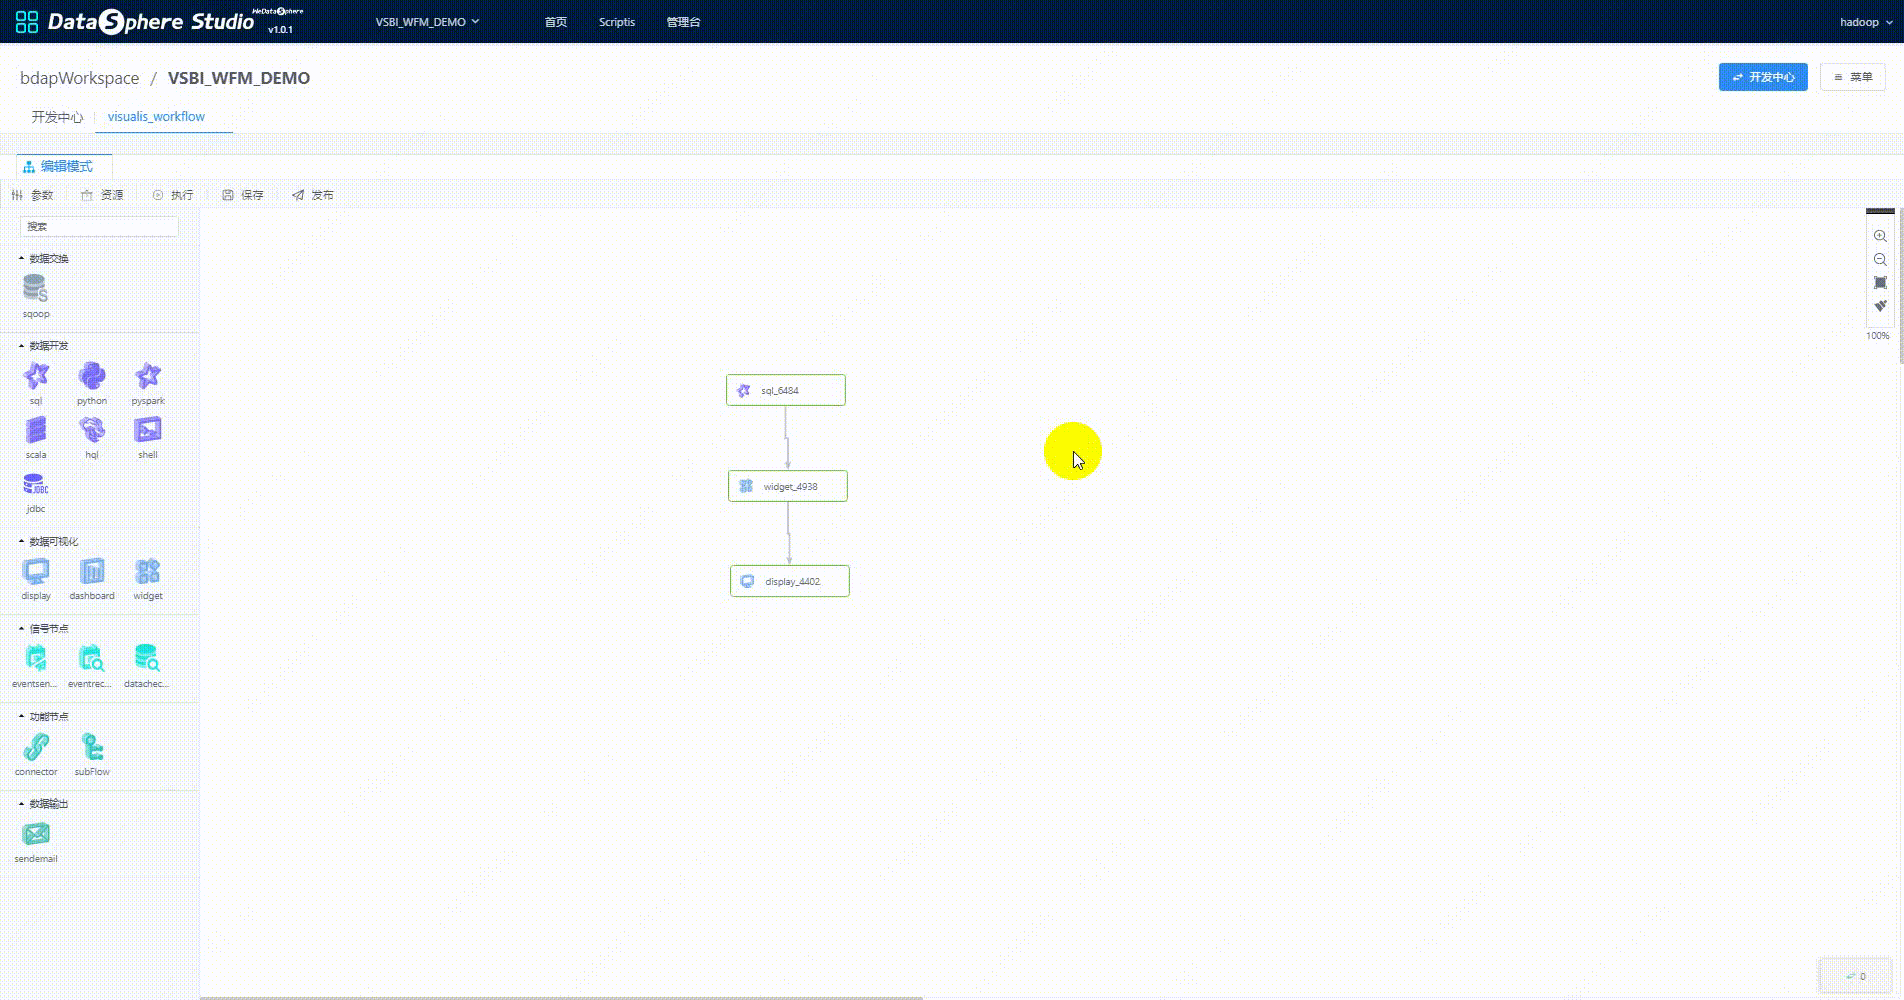 DataSphere Studio
WeDataSphere
v1.0.1
VSBI_WFM_DEMO
首页
Scriptis
管理台
hadoop
bdapWorkspace / VSBI_WFM_DEMO
开发中心
菜单
开发中心
visualis_workflow
编辑模式
参数
资源
执行
保存
发布
搜索
数据交换
sqoop
数据开发
sql
python
pyspark
scala
hql
shell
JDBC
jdbc
数据可视化
display
dashboard
widget
信号节点
eventsen...
eventrec...
datachec...
功能节点
connector
subFlow
数据输出
sendemail
sql_6484
widget_4938
display_4402
100%
0